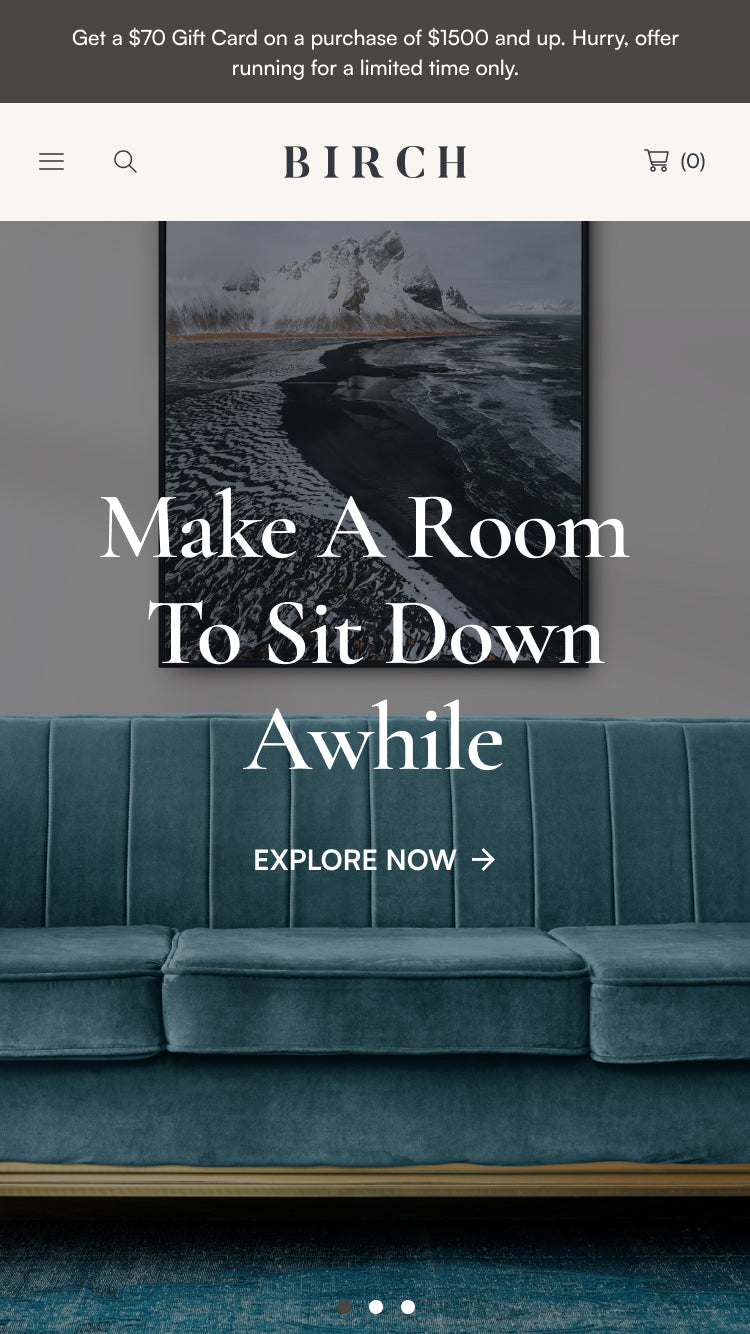 Get a $70 Gift Card on a purchase of $1500 and up. Hurry, offer
running for a limited time only.
BIRCH
(0)
Make A Room
To Sit Down
Awhile
EXPLORE NOW